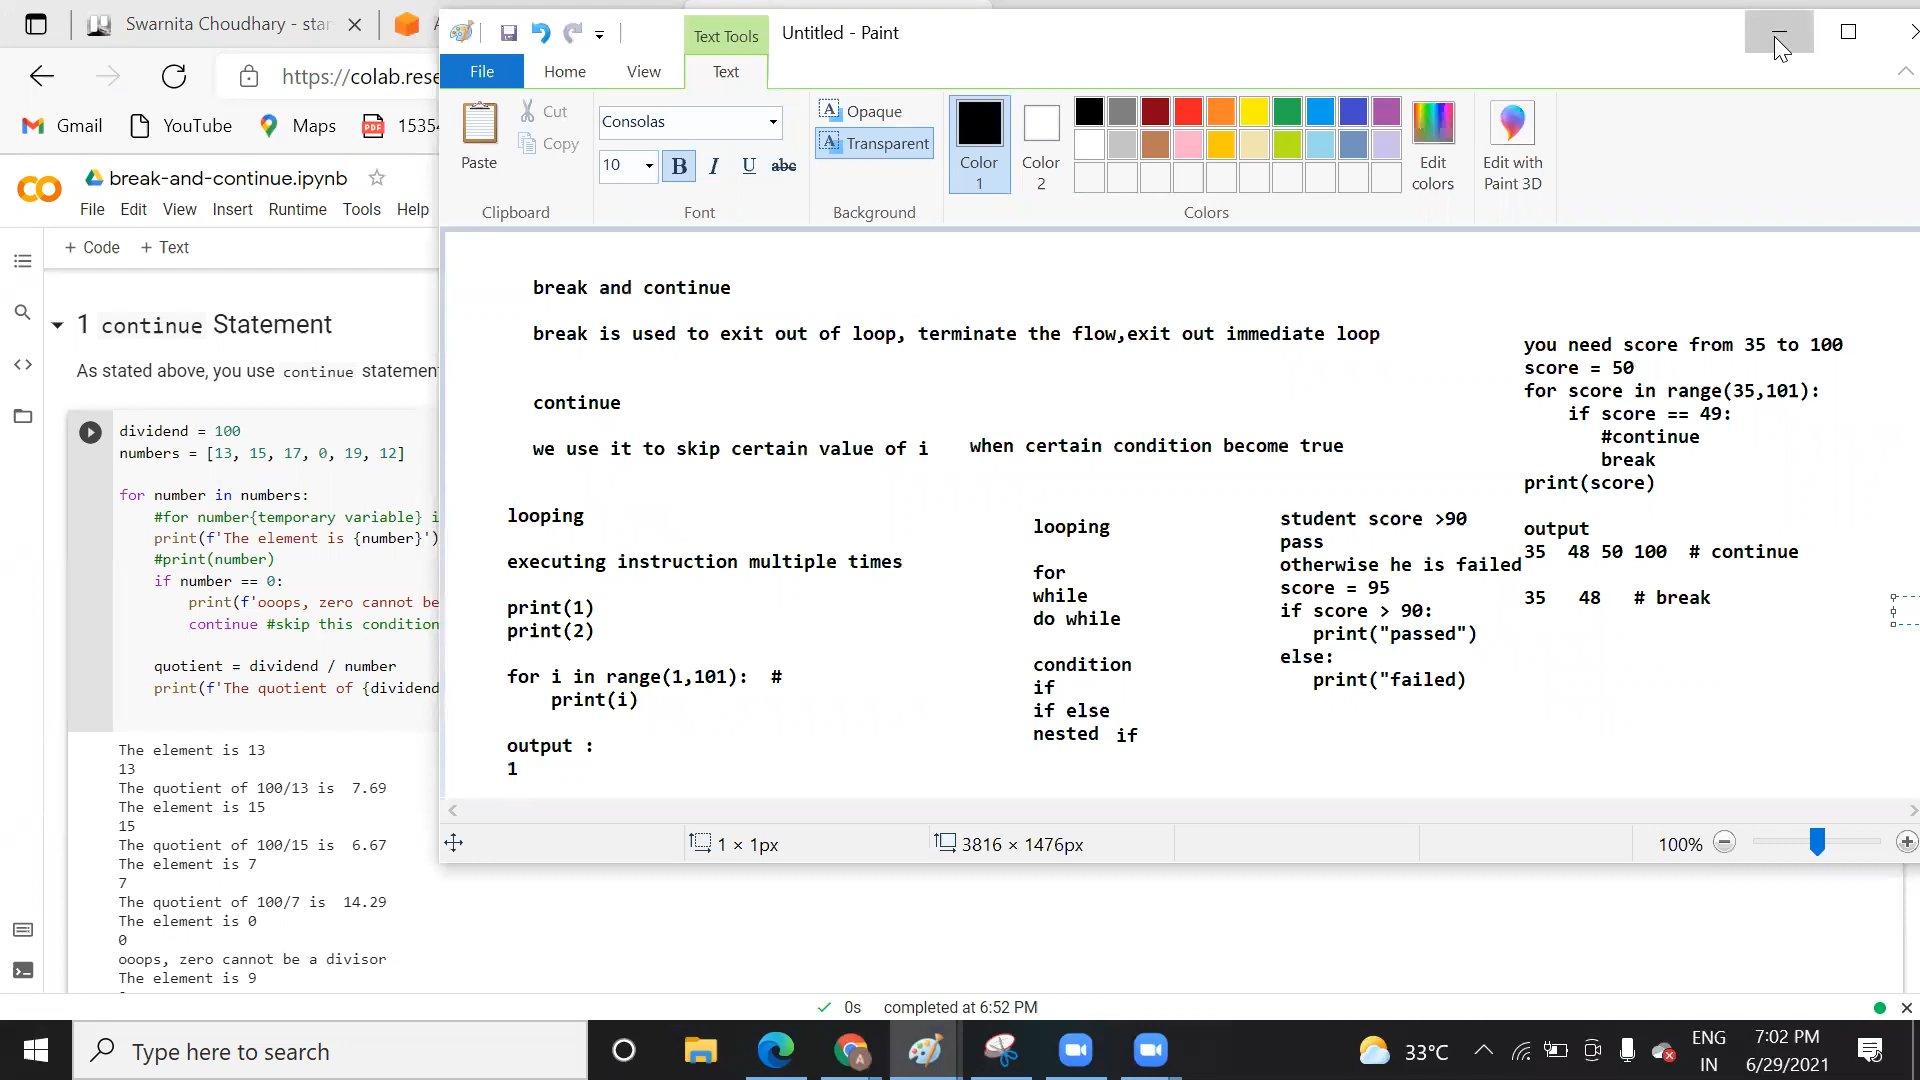 Swarnita Choudhary - star
Untitled - Paint
Text Tools
File Home View Text
https://colab.rese
Gmail YouTube Maps 15354
Paste Cut Copy
Clipboard
Consolas
10 B I U abc
Font
Opaque
Transparent
Background
Color 1
Color 2
Colors
Edit colors
Edit with Paint 3D
break-and-continue.ipynb
File Edit View Insert Runtime Tools Help
+ Code + Text
1 continue Statement
As stated above, you use continue statement
dividend = 100
numbers = [13, 15, 17, 0, 19, 12]
for number in numbers:
#for number{temporary variable} i
print(f'The element is {number}')
#print(number)
if number == 0:
print(f'ooops, zero cannot be
continue #skip this condition
quotient = dividend / number
print(f'The quotient of {dividend
The element is 13
13
The quotient of 100/13 is  7.69
The element is 15
15
The quotient of 100/15 is  6.67
The element is 7
7
The quotient of 100/7 is  14.29
The element is 0
0
ooops, zero cannot be a divisor
The element is 9
break and continue
break is used to exit out of loop, terminate the flow,exit out immediate loop
continue
we use it to skip certain value of i when certain condition become true
looping
executing instruction multiple times
print(1)
print(2)
for i in range(1,101):  #
print(i)
output :
1
looping
for
while
do while
condition
if
if else
nested if
student score >90
pass
otherwise he is failed
score = 95
if score > 90:
print("passed")
else:
print("failed)
you need score from 35 to 100
score = 50
for score in range(35,101):
if score == 49:
#continue
break
print(score)
output
35  48 50 100  # continue
35   48   # break
1 × 1px
3816 × 1476px
100%
0s completed at 6:52 PM
Type here to search
33°C
ENG
IN
7:02 PM
6/29/2021